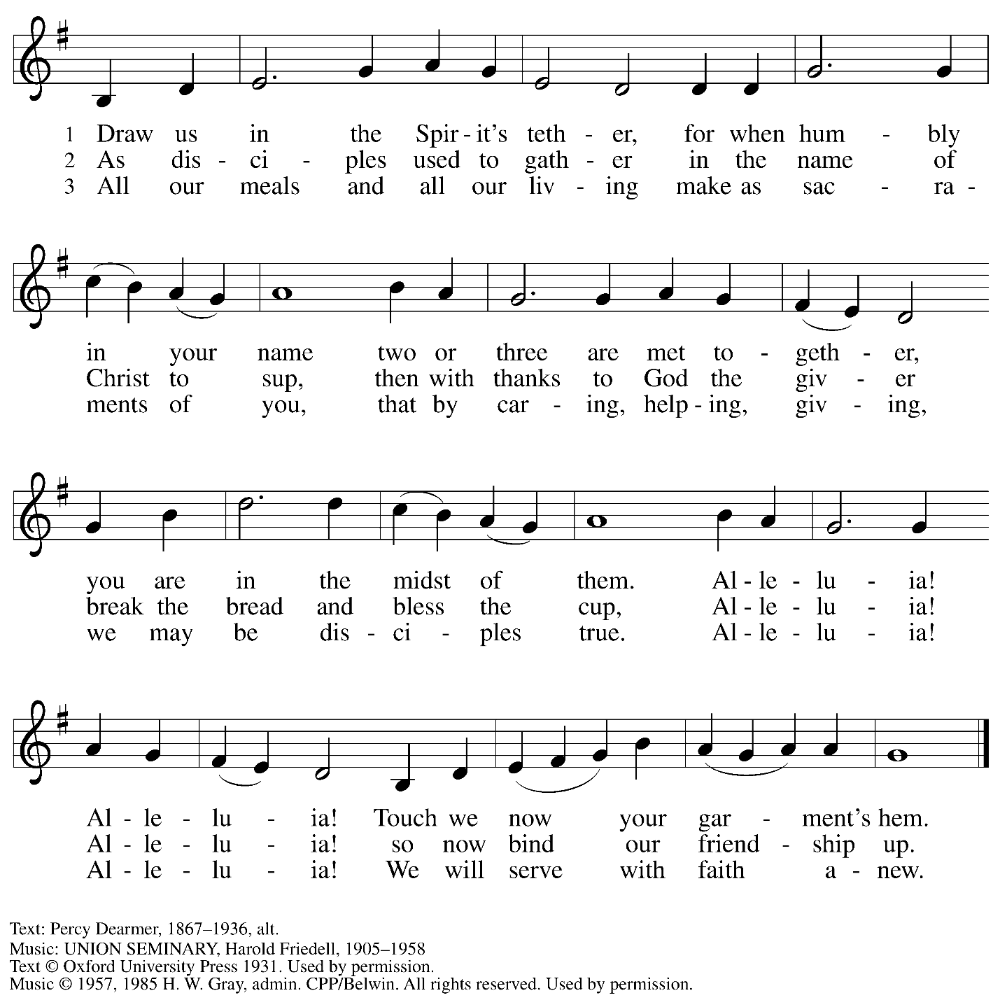 1 Draw us in the Spir - it's teth - er, for when hum - bly
2 As dis - ci - ples used to gath - er in the name of
3 All our meals and all our liv - ing make as sac - ra -
in your name two or three are met to - geth - er,
Christ to sup, then with thanks to God the giv - er
ments of you, that by car - ing, help - ing, giv - ing,
you are in the midst of them. Al - le - lu - ia!
break the bread and bless the cup, Al - le - lu - ia!
we may be dis - ci - ples true. Al - le - lu - ia!
Al - le - lu - ia! Touch we now your gar - ment's hem.
Al - le - lu - ia! so now bind our friend - ship up.
Al - le - lu - ia! We will serve with faith a - new.
Text: Percy Dearmer, 1867–1936, alt.
Music: UNION SEMINARY, Harold Friedell, 1905–1958
Text © Oxford University Press 1931. Used by permission.
Music © 1957, 1985 H. W. Gray, admin. CPP/Belwin. All rights reserved. Used by permission.